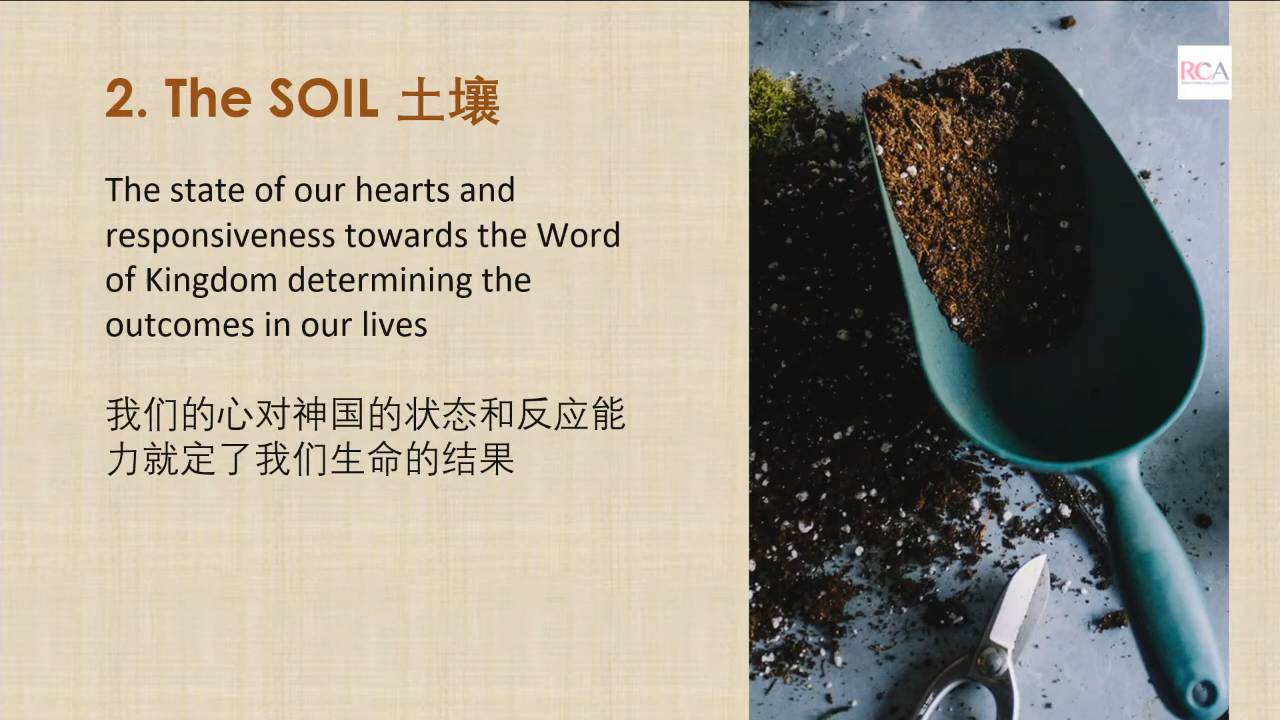 2. The SOIL 土壤
The state of our hearts and
responsiveness towards the Word
of Kingdom determining the
outcomes in our lives
我们的心对神国的状态和反应能
力就定了我们生命的结果
RCA